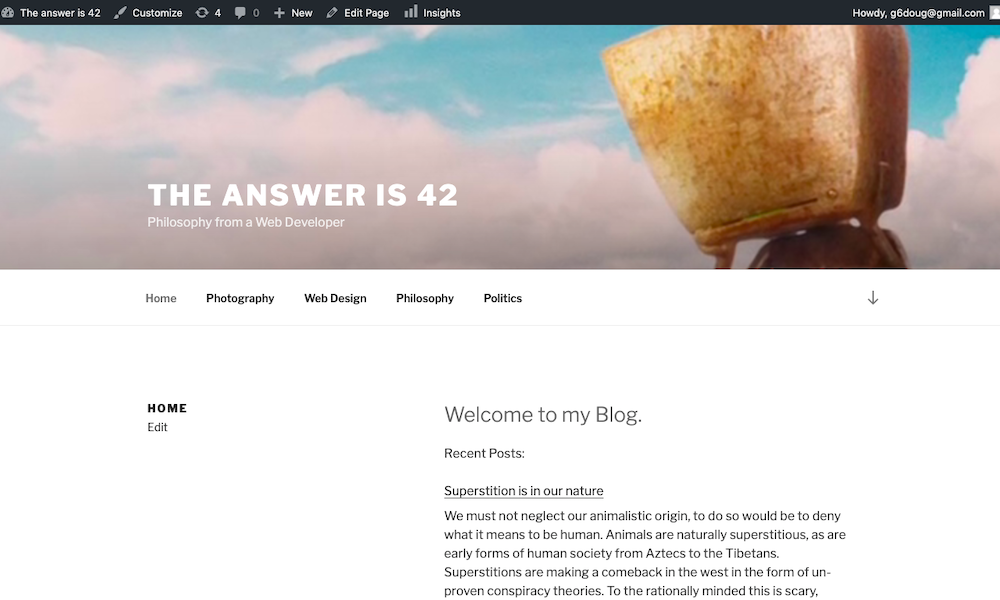 The answer is 42 Customize 4 0 New Edit Page Insights Howdy, g6doug@gmail.com
THE ANSWER IS 42
Philosophy from a Web Developer
Home Photography Web Design Philosophy Politics
HOME
Edit
Welcome to my Blog.
Recent Posts:
Superstition is in our nature
We must not neglect our animalistic origin, to do so would be to deny
what it means to be human. Animals are naturally superstitious, as are
early forms of human society from Aztecs to the Tibetans.
Superstitions are making a comeback in the west in the form of un-
proven conspiracy theories. To the rationally minded this is scary,